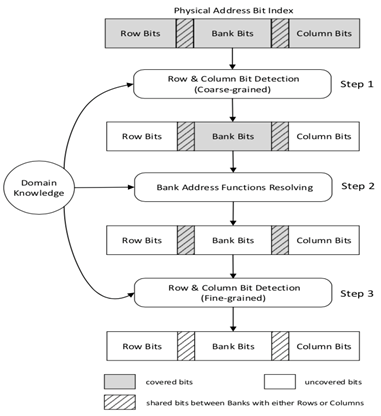 Physical Address Bit Index
Row Bits Bank Bits Column Bits
Row & Column Bit Detection
(Coarse-grained)
Step 1
Row Bits Bank Bits Column Bits
Domain
Knowledge
Bank Address Functions Resolving
Step 2
Row Bits Bank Bits Column Bits
Row & Column Bit Detection
(Fine-grained)
Step 3
Row Bits Bank Bits Column Bits
covered bits
uncovered bits
shared bits between Banks with either Rows or Columns